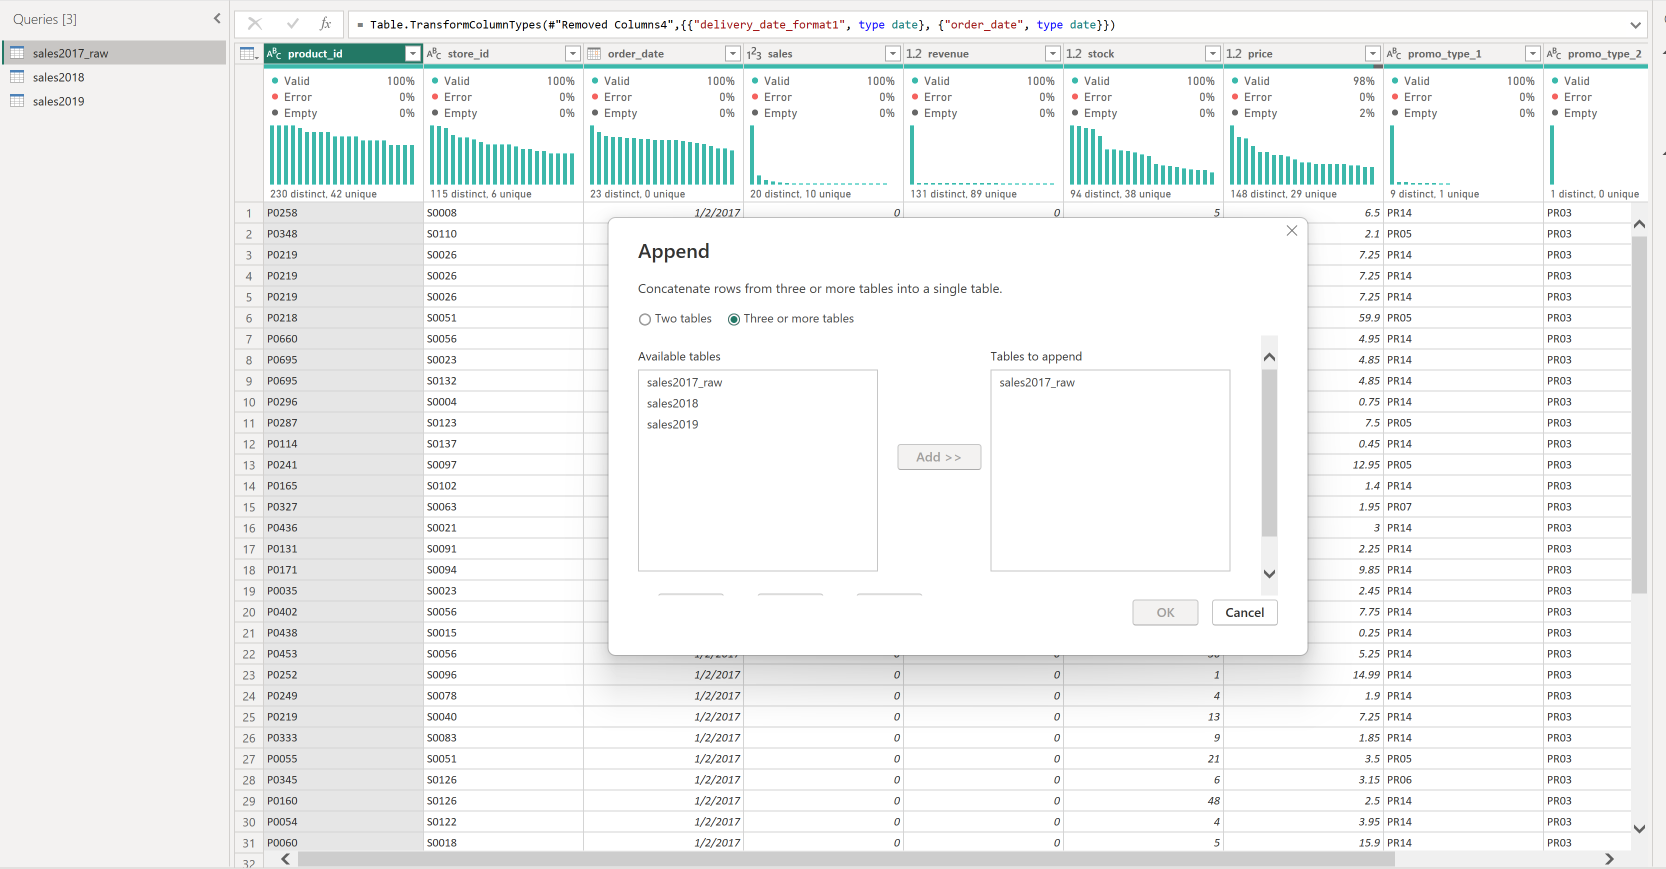 Queries [3]
sales2017_raw
sales2018
sales2019
fx
= Table.TransformColumnTypes(#"Removed Columns4",{{"delivery_date_format1", type date}, {"order_date", type date}})
ABC product_id ABC store_id order_date 123 sales 1.2 revenue 1.2 stock 1.2 price ABC promo_type_1 ABC promo_type_2
Valid 100% Valid 100% Valid 100% Valid 100% Valid 100% Valid 100% Valid 98% Valid 100% Valid
Error 0% Error 0% Error 0% Error 0% Error 0% Error 0% Error 0% Error 0% Error
Empty 0% Empty 0% Empty 0% Empty 0% Empty 0% Empty 0% Empty 2% Empty 0% Empty
230 distinct, 42 unique 115 distinct, 6 unique 23 distinct, 0 unique 20 distinct, 10 unique 131 distinct, 89 unique 94 distinct, 38 unique 148 distinct, 29 unique 9 distinct, 1 unique 1 distinct, 0 unique
1 P0258 S0008 1/2/2017 0 0 5 6.5 PR14 PR03
2 P0348 S0110 2.1 PR05 PR03
3 P0219 S0026 7.25 PR14 PR03
4 P0219 S0026 7.25 PR14 PR03
5 P0219 S0026 7.25 PR14 PR03
6 P0218 S0051 59.9 PR05 PR03
7 P0660 S0056 4.95 PR14 PR03
8 P0695 S0023 4.85 PR14 PR03
9 P0695 S0132 4.85 PR14 PR03
10 P0296 S0004 0.75 PR14 PR03
11 P0287 S0123 7.5 PR05 PR03
12 P0114 S0137 0.45 PR14 PR03
13 P0241 S0097 12.95 PR05 PR03
14 P0165 S0102 1.4 PR14 PR03
15 P0327 S0063 1.95 PR07 PR03
16 P0436 S0021 3 PR14 PR03
17 P0131 S0091 2.25 PR14 PR03
18 P0171 S0094 9.85 PR14 PR03
19 P0035 S0023 2.45 PR14 PR03
20 P0402 S0056 7.75 PR14 PR03
21 P0438 S0015 0.25 PR14 PR03
22 P0453 S0056 1/2/2017 0 0 5.25 PR14 PR03
23 P0252 S0096 1/2/2017 0 0 1 14.99 PR14 PR03
24 P0249 S0078 1/2/2017 0 0 4 1.9 PR14 PR03
25 P0219 S0040 1/2/2017 0 0 13 7.25 PR14 PR03
26 P0333 S0083 1/2/2017 0 0 9 1.85 PR14 PR03
27 P0055 S0051 1/2/2017 0 0 21 3.5 PR05 PR03
28 P0345 S0126 1/2/2017 0 0 6 3.15 PR06 PR03
29 P0160 S0126 1/2/2017 0 0 48 2.5 PR14 PR03
30 P0054 S0122 1/2/2017 0 0 4 3.95 PR14 PR03
31 P0060 S0018 1/2/2017 0 0 5 15.9 PR14 PR03
32
Append
Concatenate rows from three or more tables into a single table.
Two tables Three or more tables
Available tables
sales2017_raw
sales2018
sales2019
Add >>
Tables to append
sales2017_raw
OK Cancel